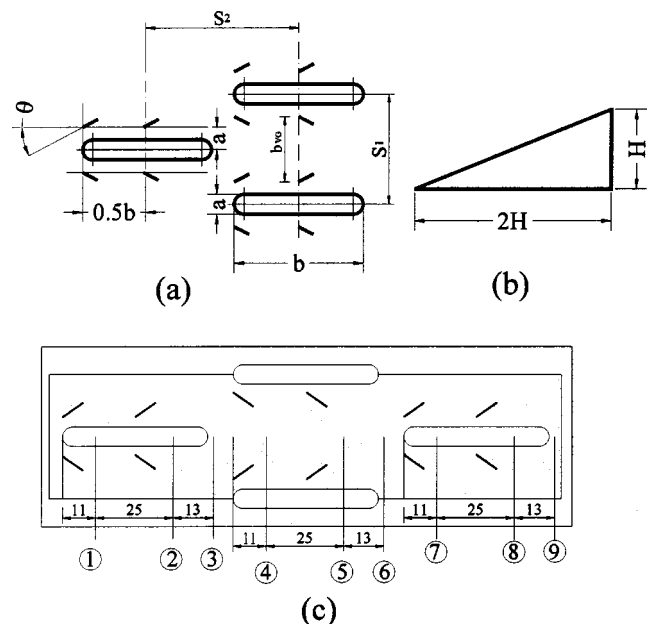 S2
θ
a
a
bvo
S1
0.5b
b
(a)
H
2H
(b)
11 25 13 11 25 13 11 25 13
① ② ③ ④ ⑤ ⑥ ⑦ ⑧ ⑨
(c)